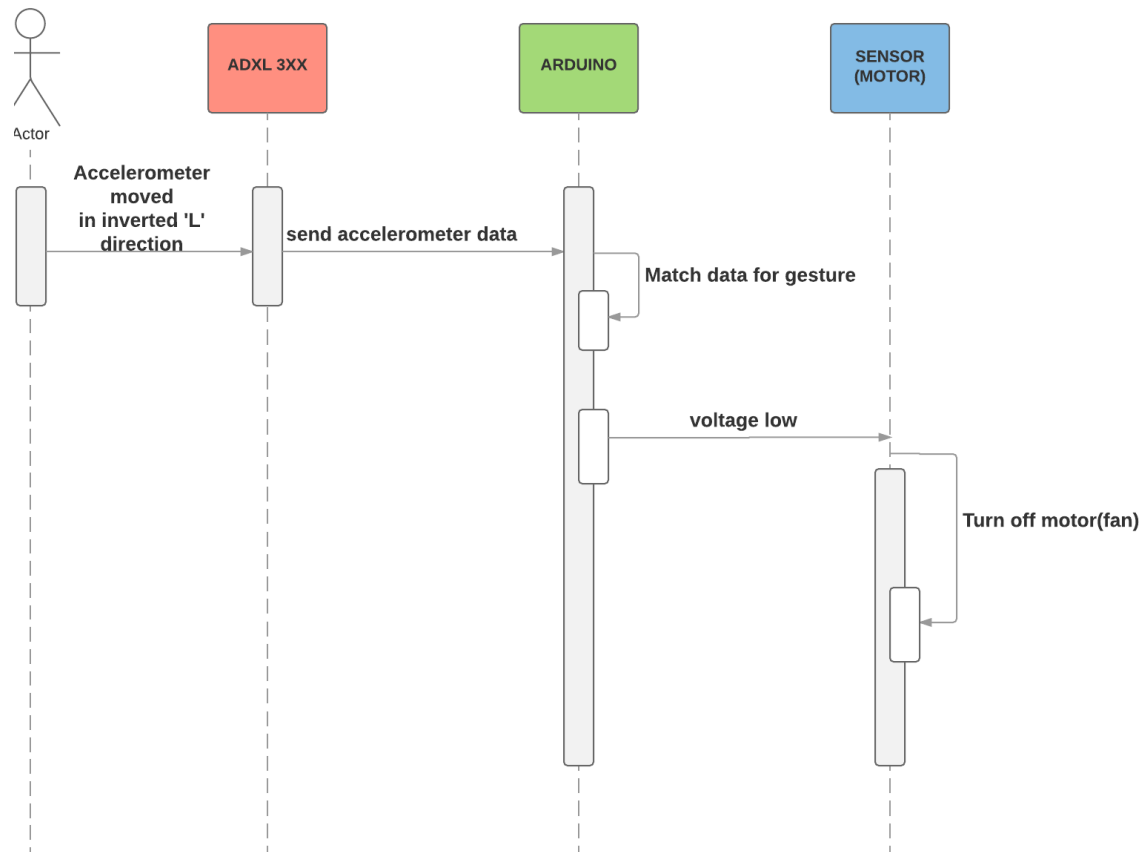 ADXL 3XX
ARDUINO
SENSOR
(MOTOR)
Actor
Accelerometer
moved
in inverted 'L'
direction
send accelerometer data
Match data for gesture
voltage low
Turn off motor(fan)